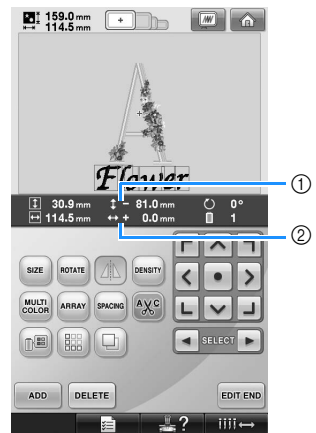 159.0 mm
114.5 mm
A
Flower
①
30.9 mm - 81.0 mm 0°
114.5 mm + 0.0 mm 1
②
SIZE ROTATE DENSITY
MULTI COLOR ARRAY SPACING A C
SELECT
ADD DELETE EDIT END
?